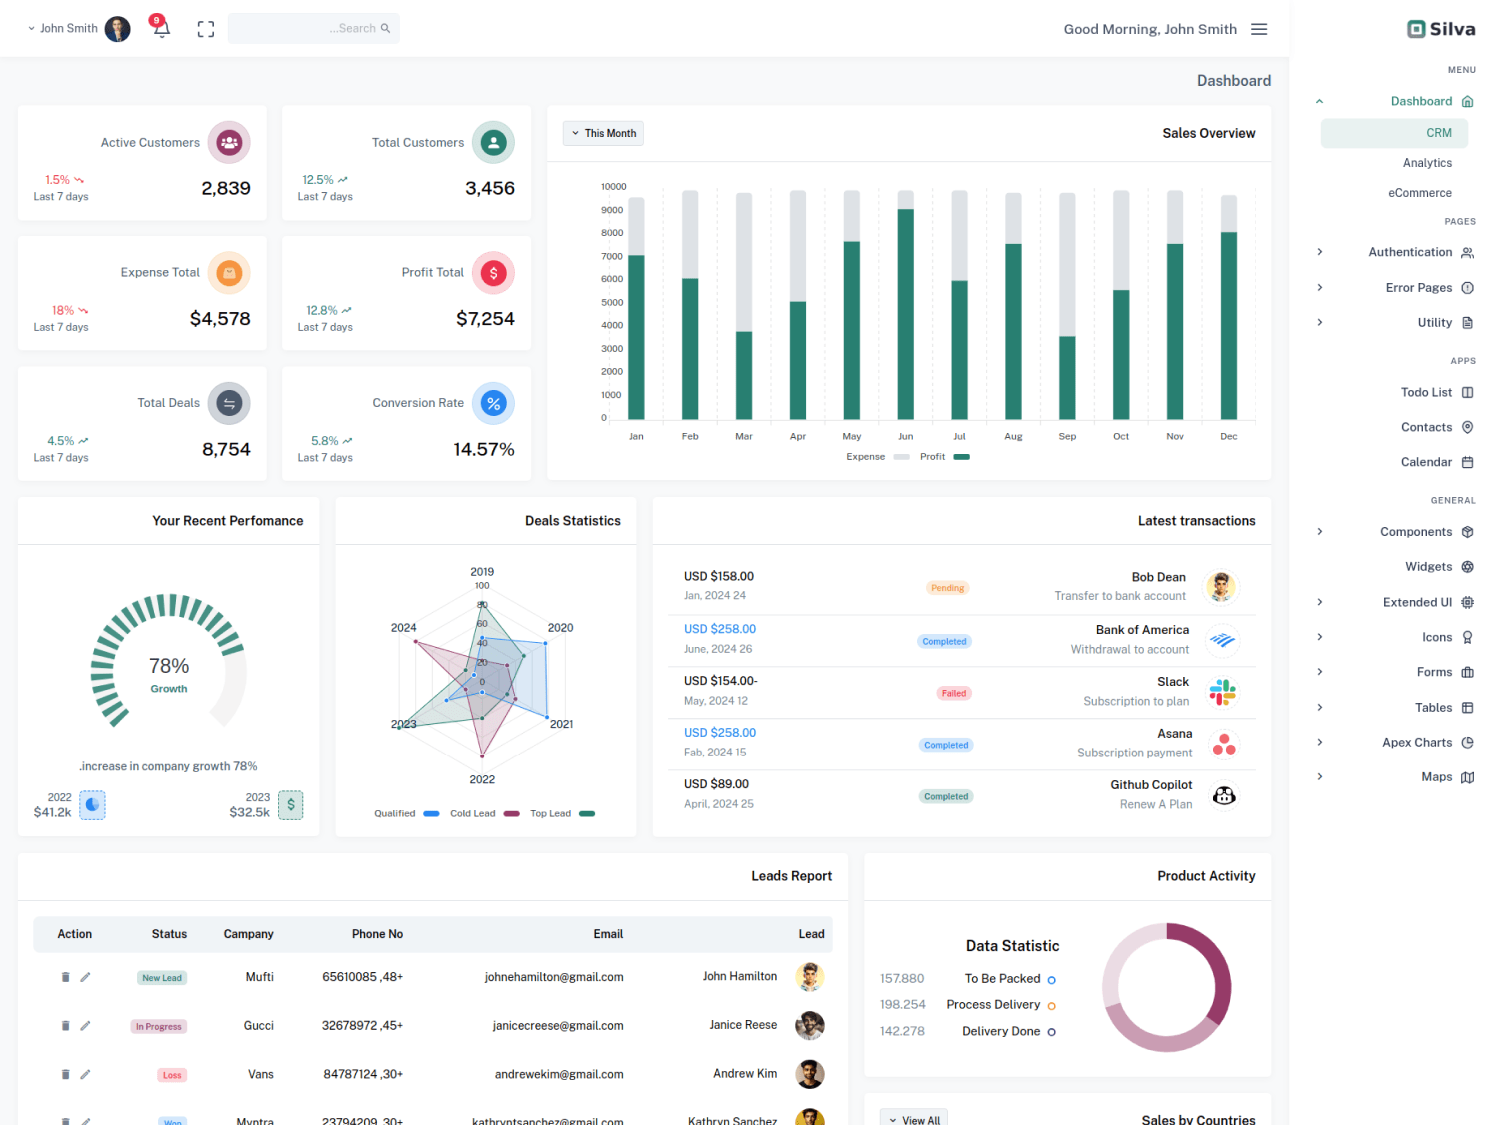 John Smith
9
...Search
Good Morning, John Smith
Silva
MENU
Dashboard
CRM
Analytics
eCommerce
PAGES
Authentication
Error Pages
Utility
APPS
Todo List
Contacts
Calendar
GENERAL
Components
Widgets
Extended UI
Icons
Forms
Tables
Apex Charts
Maps
Dashboard
Active Customers
1.5%
Last 7 days
2,839
Total Customers
12.5%
Last 7 days
3,456
Expense Total
18%
Last 7 days
$4,578
Profit Total
12.8%
Last 7 days
$7,254
Total Deals
4.5%
Last 7 days
8,754
Conversion Rate
5.8%
Last 7 days
14.57%
This Month
Sales Overview
10000
9000
8000
7000
6000
5000
4000
3000
2000
1000
0
Jan Feb Mar Apr May Jun Jul Aug Sep Oct Nov Dec
Expense Profit
Your Recent Perfomance
78%
Growth
.increase in company growth 78%
2022
$41.2k
2023
$32.5k
Deals Statistics
2019
100
80
60
40
20
0
2020
2021
2022
2023
2024
Qualified Cold Lead Top Lead
Latest transactions
USD $158.00
Jan, 2024 24
Pending
Bob Dean
Transfer to bank account
USD $258.00
June, 2024 26
Completed
Bank of America
Withdrawal to account
USD $154.00-
May, 2024 12
Failed
Slack
Subscription to plan
USD $258.00
Fab, 2024 15
Completed
Asana
Subscription payment
USD $89.00
April, 2024 25
Completed
Github Copilot
Renew A Plan
Leads Report
Action Status Campany Phone No Email Lead
New Lead Mufti 65610085 ,48+ johnehamilton@gmail.com John Hamilton
In Progress Gucci 32678972 ,45+ janicecreese@gmail.com Janice Reese
Loss Vans 84787124 ,30+ andrewekim@gmail.com Andrew Kim
Won Myntra 23794209 ,30+ kathryntsanchez@gmail.com Kathryn Sanchez
Product Activity
Data Statistic
157.880 To Be Packed
198.254 Process Delivery
142.278 Delivery Done
View All
Sales by Countries